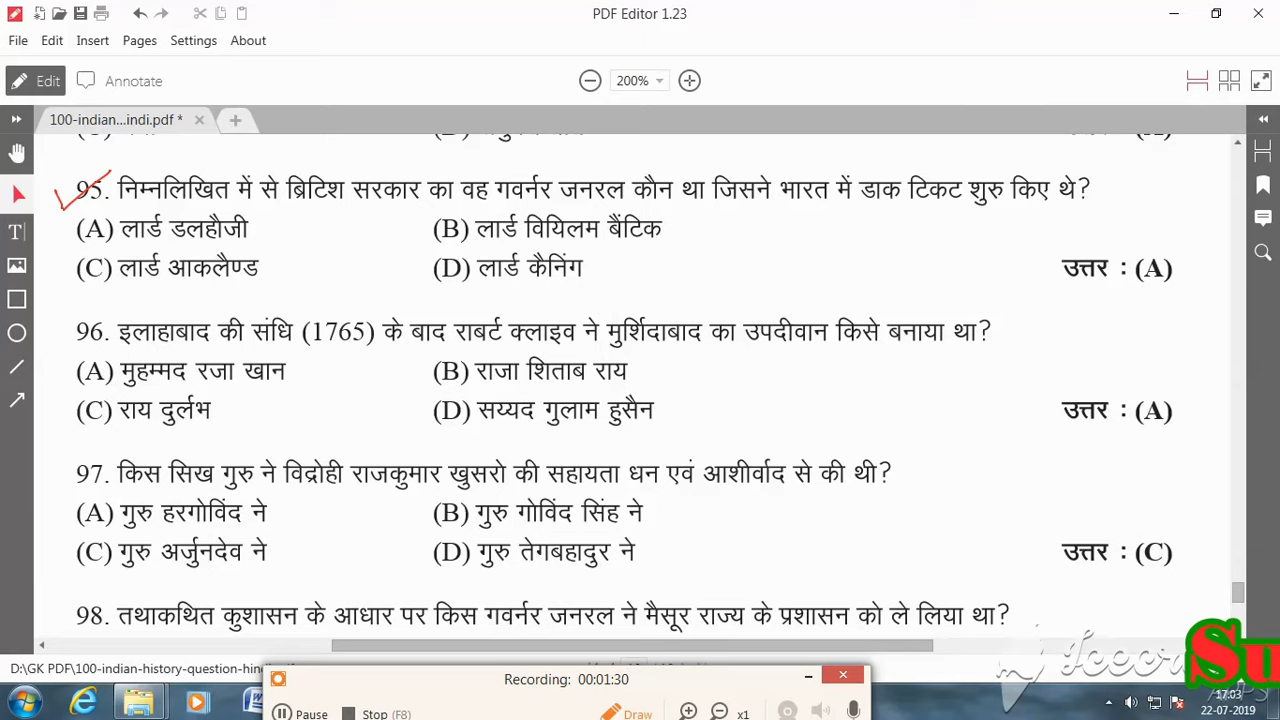 PDF Editor 1.23
File Edit Insert Pages Settings About
Edit Annotate 200%
100-indian...indi.pdf *
95. निम्नलिखित में से ब्रिटिश सरकार का वह गवर्नर जनरल कौन था जिसने भारत में डाक टिकट शुरु किए थे?
(A) लार्ड डलहौजी (B) लार्ड वियिलम बैंटिक
(C) लार्ड आकलैण्ड (D) लार्ड कैनिंग उत्तर : (A)
96. इलाहाबाद की संधि (1765) के बाद राबर्ट क्लाइव ने मुर्शिदाबाद का उपदीवान किसे बनाया था?
(A) मुहम्मद रजा खान (B) राजा शिताब राय
(C) राय दुर्लभ (D) सय्यद गुलाम हुसैन उत्तर : (A)
97. किस सिख गुरु ने विद्रोही राजकुमार खुसरो की सहायता धन एवं आशीर्वाद से की थी?
(A) गुरु हरगोविंद ने (B) गुरु गोविंद सिंह ने
(C) गुरु अर्जुनदेव ने (D) गुरु तेगबहादुर ने उत्तर : (C)
98. तथाकथित कुशासन के आधार पर किस गवर्नर जनरल ने मैसूर राज्य के प्रशासन को ले लिया था?
Su
D:\GK PDF\100-indian-history-question-hindi
Recording: 00:01:30
Pause Stop (F8) Draw x1
17:03
22-07-2019